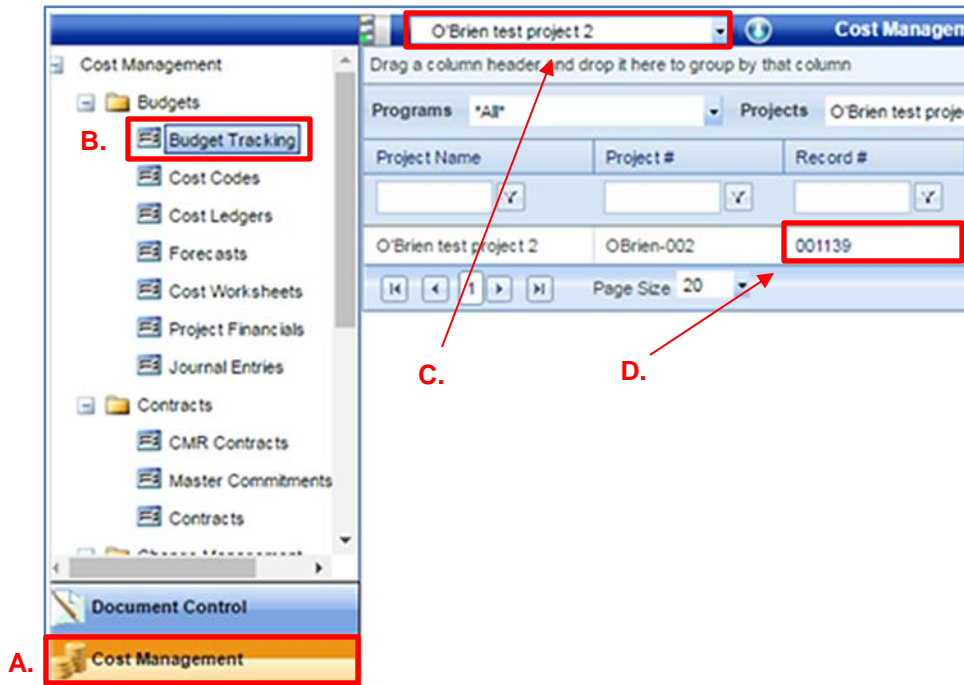 O'Brien test project 2 Cost Managem
Cost Management Drag a column header and drop it here to group by that column
Budgets Programs *All* Projects O'Brien test proje
B. Budget Tracking
Project Name Project # Record #
Cost Codes
Cost Ledgers
Forecasts O'Brien test project 2 OBrien-002 001139
Cost Worksheets 1 Page Size 20
Project Financials
Journal Entries C. D.
Contracts
CMR Contracts
Master Commitments
Contracts
Change Management
Document Control
A. Cost Management